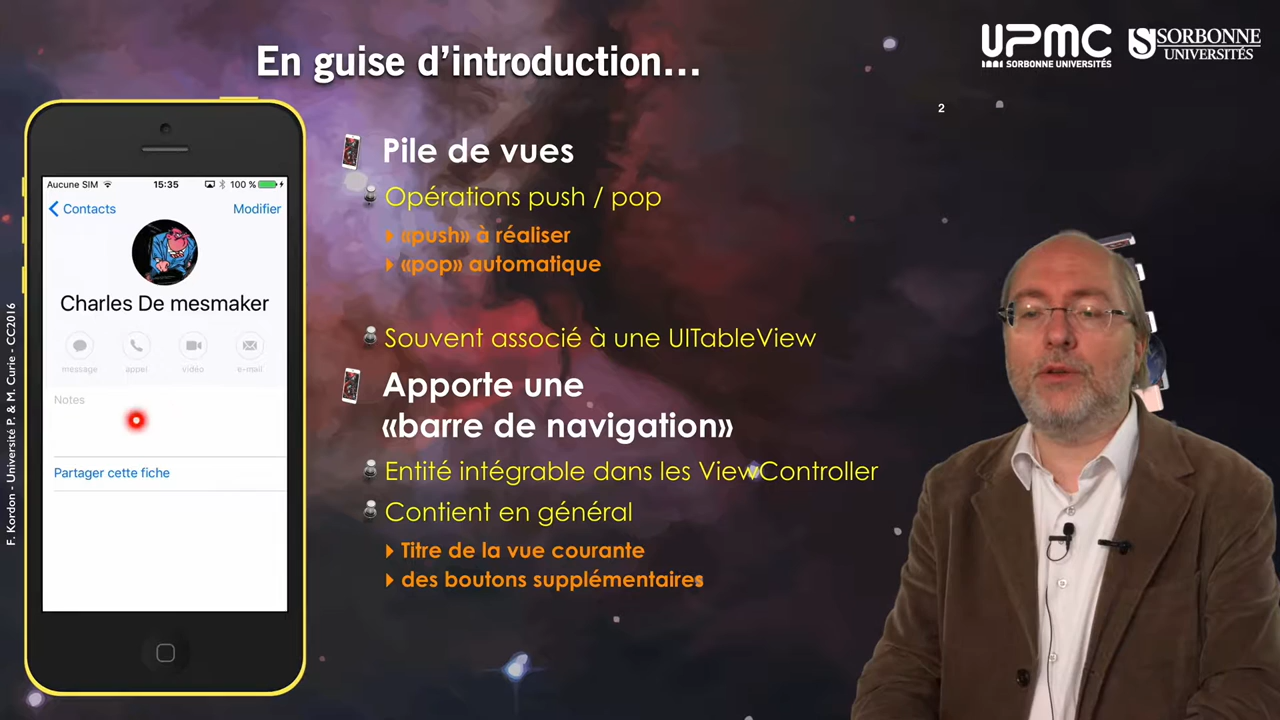 En guise d'introduction...
UPMC
SORBONNE UNIVERSITÉS
S SORBONNE
UNIVERSITÉS
2
Aucune SIM
15:35
100 %
Contacts
Modifier
Charles De mesmaker
message
appel
vidéo
e-mail
Notes
Partager cette fiche
Pile de vues
Opérations push / pop
«push» à réaliser
«pop» automatique
Souvent associé à une UITableView
Apporte une
«barre de navigation»
Entité intégrable dans les ViewController
Contient en général
Titre de la vue courante
des boutons supplémentaires
F. Kordon - Université P. & M. Curie - CC2016